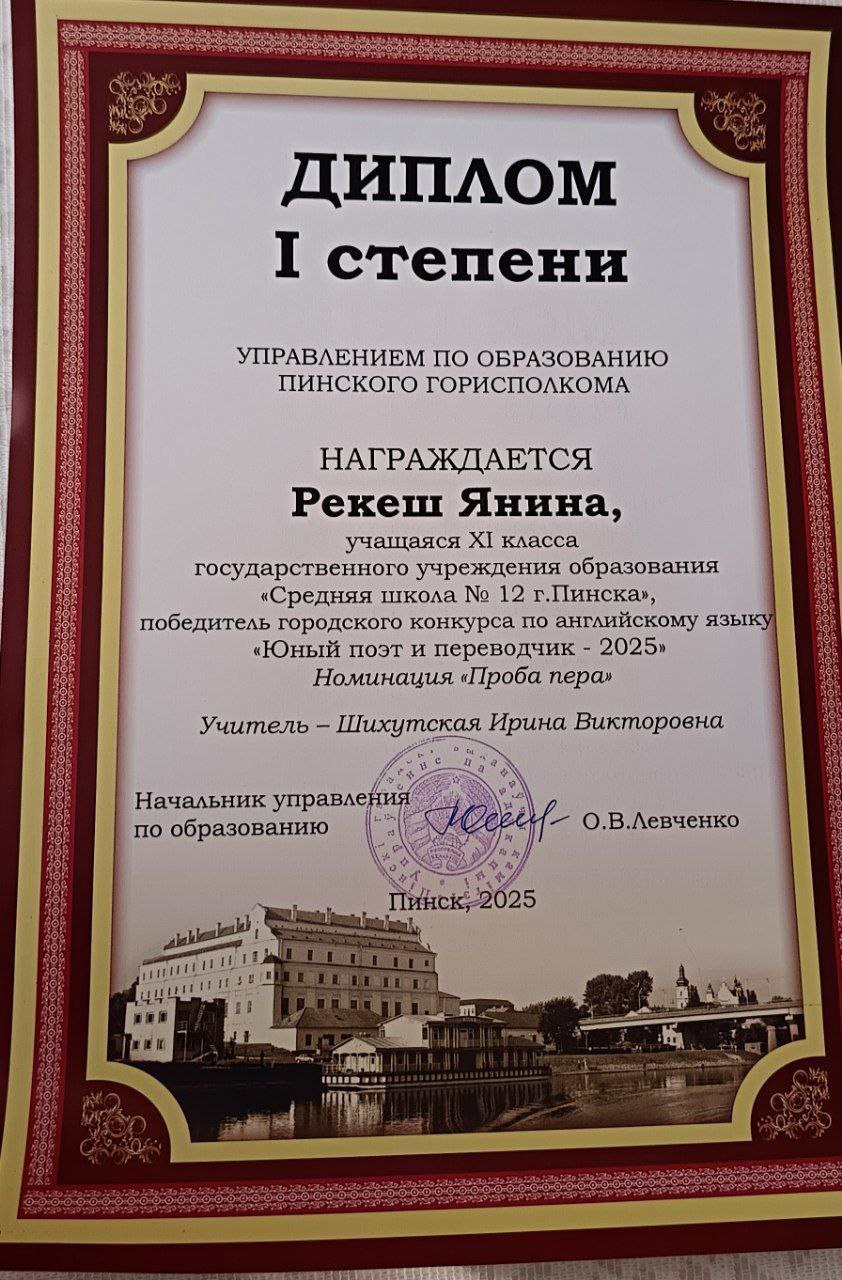 ДИПЛОМ
I степени
УПРАВЛЕНИЕМ ПО ОБРАЗОВАНИЮ
ПИНСКОГО ГОРИСПОЛКОМА
НАГРАЖДАЕТСЯ
Рекеш Янина,
учащаяся XI класса
государственного учреждения образования
«Средняя школа № 12 г.Пинска»,
победитель городского конкурса по английскому языку
«Юный поэт и переводчик - 2025»
Номинация «Проба пера»
Учитель – Шихутская Ирина Викторовна
Начальник управления
по образованию
О.В.Левченко
Пинск, 2025